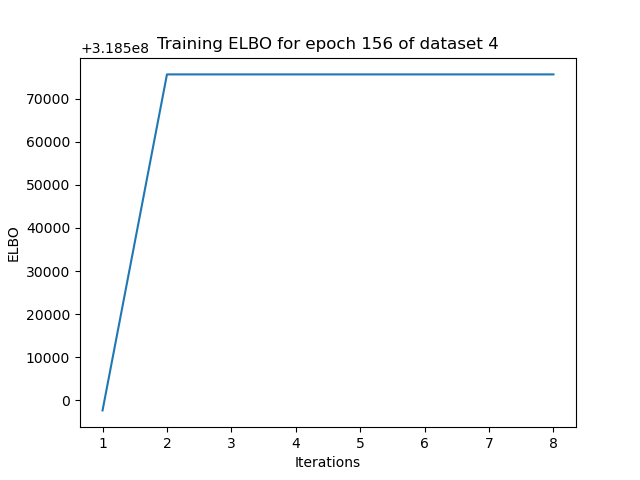 +3.185e8
Training ELBO for epoch 156 of dataset 4
70000
60000
50000
40000
30000
20000
10000
0
ELBO
1 2 3 4 5 6 7 8
Iterations